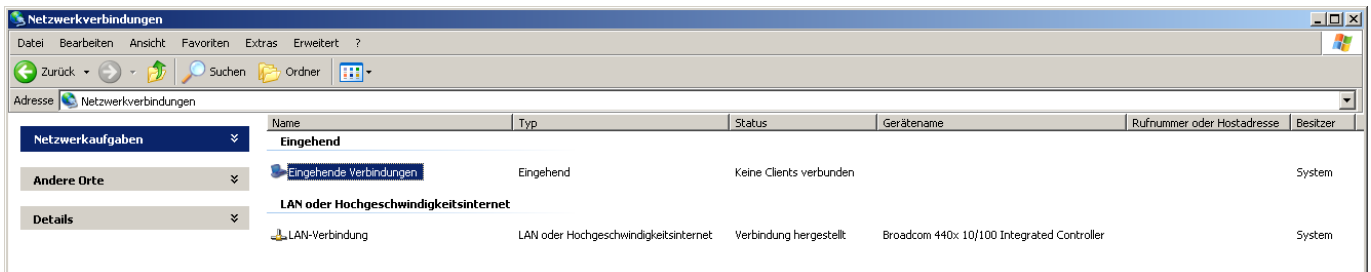 Netzwerkverbindungen
Datei Bearbeiten Ansicht Favoriten Extras Erweitert ?
Zurück Suchen Ordner
Adresse Netzwerkverbindungen
Name Typ Status Gerätename Rufnummer oder Hostadresse Besitzer
Netzwerkaufgaben
Eingehend
Eingehende Verbindungen Eingehend Keine Clients verbunden System
Andere Orte
LAN oder Hochgeschwindigkeitsinternet
Details
LAN-Verbindung LAN oder Hochgeschwindigkeitsinternet Verbindung hergestellt Broadcom 440x 10/100 Integrated Controller System